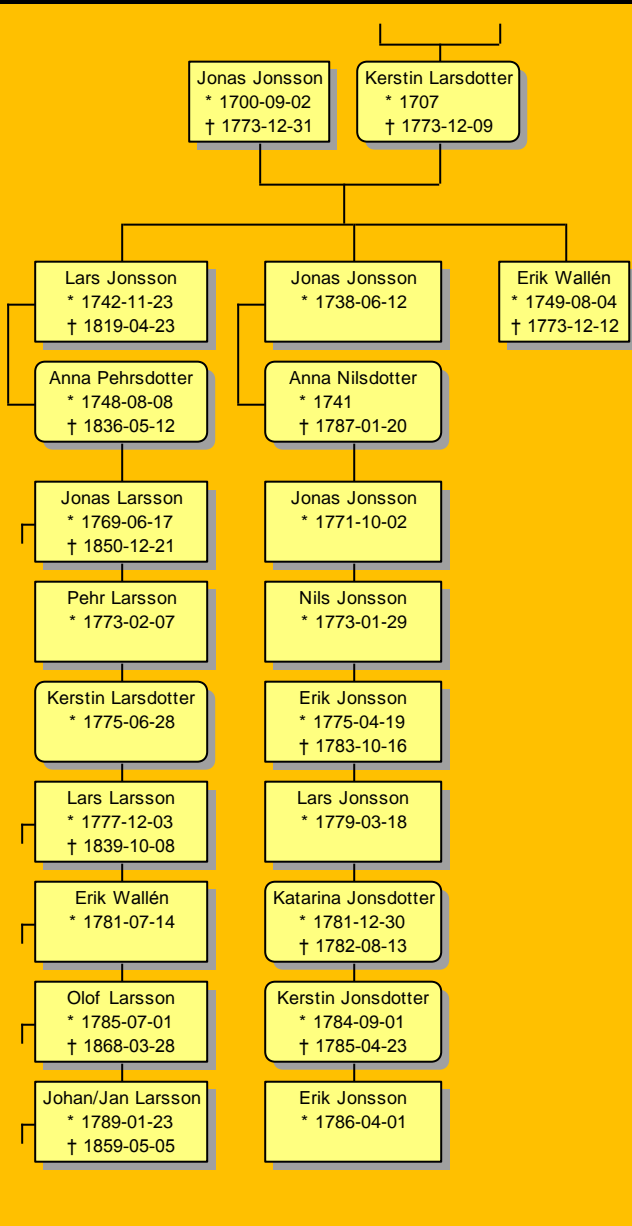 Jonas Jonsson
* 1700-09-02
† 1773-12-31
Kerstin Larsdotter
* 1707
† 1773-12-09
Lars Jonsson
* 1742-11-23
† 1819-04-23
Jonas Jonsson
* 1738-06-12
Erik Wallén
* 1749-08-04
† 1773-12-12
Anna Pehrsdotter
* 1748-08-08
† 1836-05-12
Anna Nilsdotter
* 1741
† 1787-01-20
Jonas Larsson
* 1769-06-17
† 1850-12-21
Jonas Jonsson
* 1771-10-02
Pehr Larsson
* 1773-02-07
Nils Jonsson
* 1773-01-29
Kerstin Larsdotter
* 1775-06-28
Erik Jonsson
* 1775-04-19
† 1783-10-16
Lars Larsson
* 1777-12-03
† 1839-10-08
Lars Jonsson
* 1779-03-18
Erik Wallén
* 1781-07-14
Katarina Jonsdotter
* 1781-12-30
† 1782-08-13
Olof Larsson
* 1785-07-01
† 1868-03-28
Kerstin Jonsdotter
* 1784-09-01
† 1785-04-23
Johan/Jan Larsson
* 1789-01-23
† 1859-05-05
Erik Jonsson
* 1786-04-01